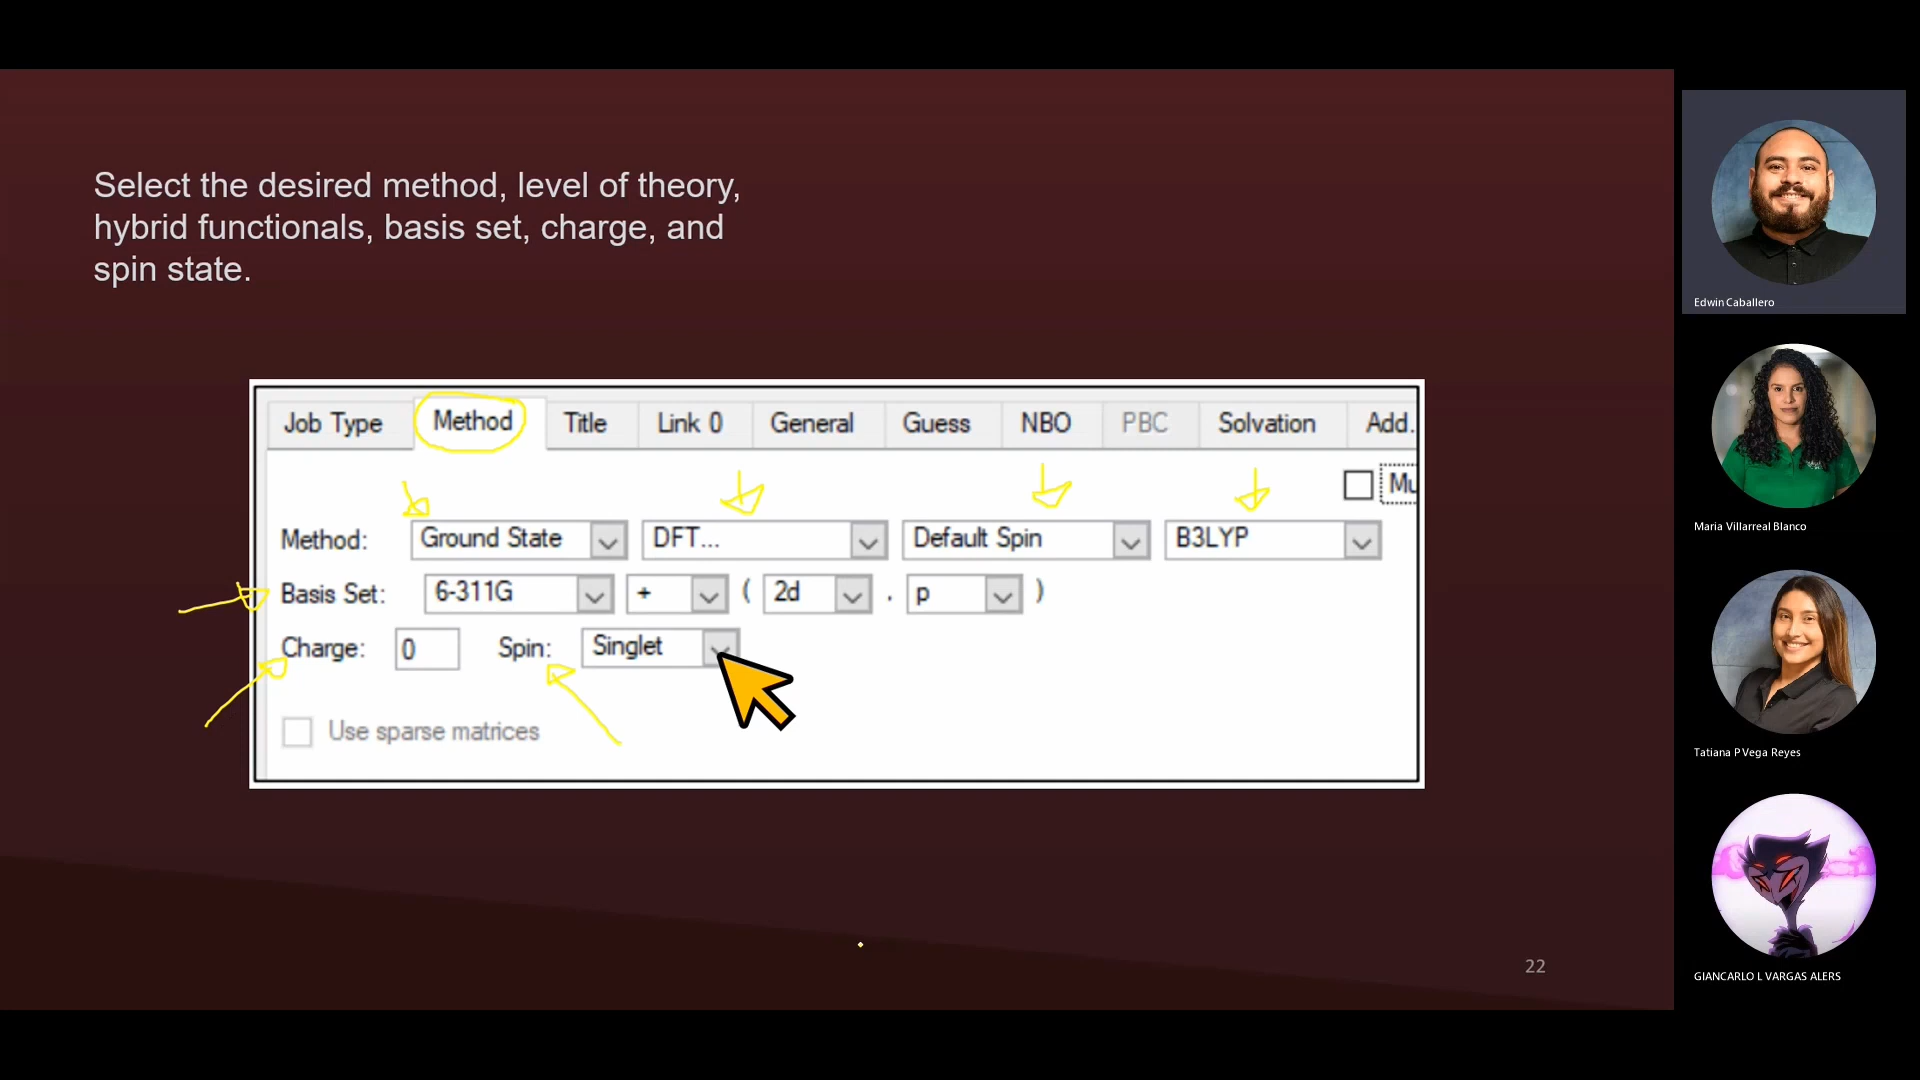 Select the desired method, level of theory,
hybrid functionals, basis set, charge, and
spin state.
Job Type Method Title Link 0 General Guess NBO PBC Solvation Add.
Mu
Method: Ground State DFT... Default Spin B3LYP
Basis Set: 6-311G + ( 2d . p )
Charge: 0 Spin: Singlet
Use sparse matrices
22
Edwin Caballero
Maria Villarreal Blanco
Tatiana P Vega Reyes
GIANCARLO L VARGAS ALERS